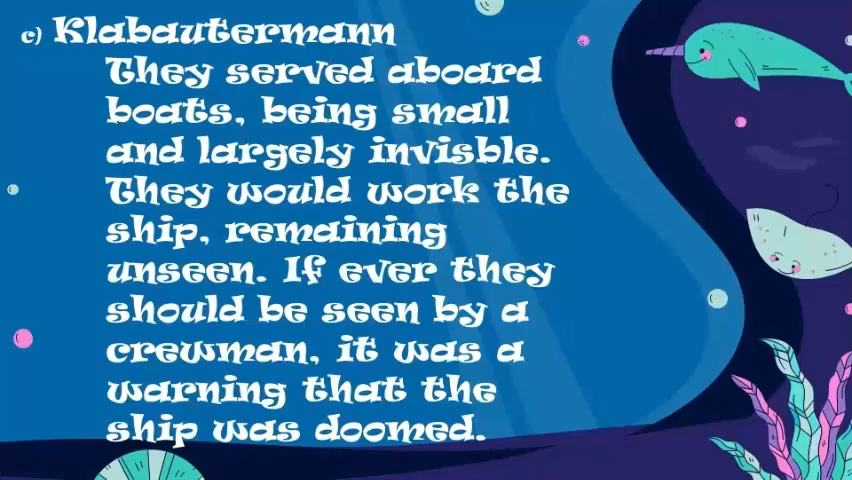 c) Klabautermann
They served aboard
boats, being small
and largely invisble.
They would work the
ship, remaining
unseen. If ever they
should be seen by a
crewman, it was a
warning that the
ship was doomed.